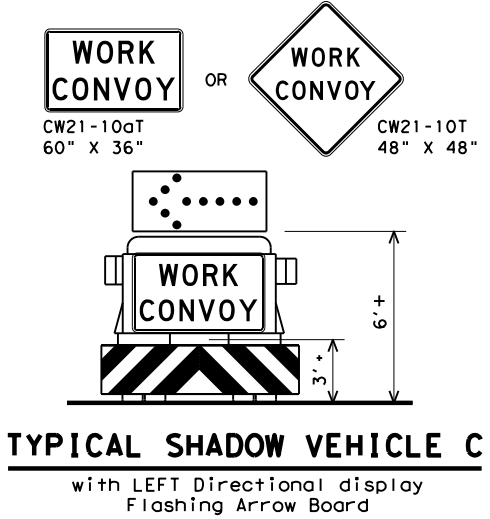 WORK
CONVOY
OR
WORK
CONVOY
CW21-10aT
60" X 36"
CW21-10T
48" X 48"
WORK
CONVOY
6'+
3'+
TYPICAL SHADOW VEHICLE C
with LEFT Directional display
Flashing Arrow Board